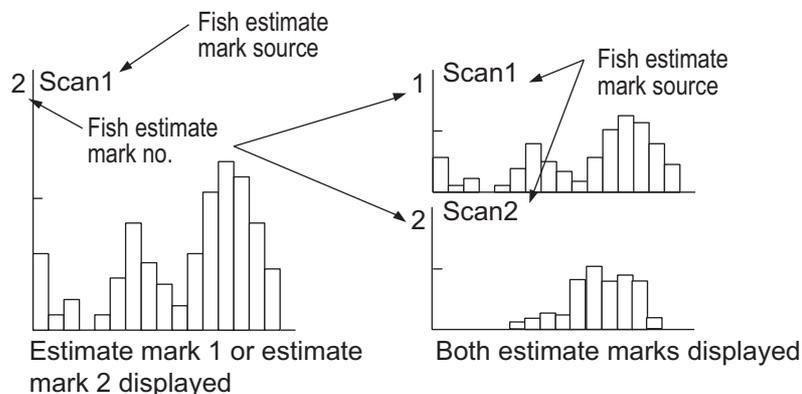 Fish estimate
mark source
2 Scan1
Fish estimate
mark no.
Estimate mark 1 or estimate
mark 2 displayed
Fish estimate
mark source
1 Scan1
2 Scan2
Both estimate marks displayed